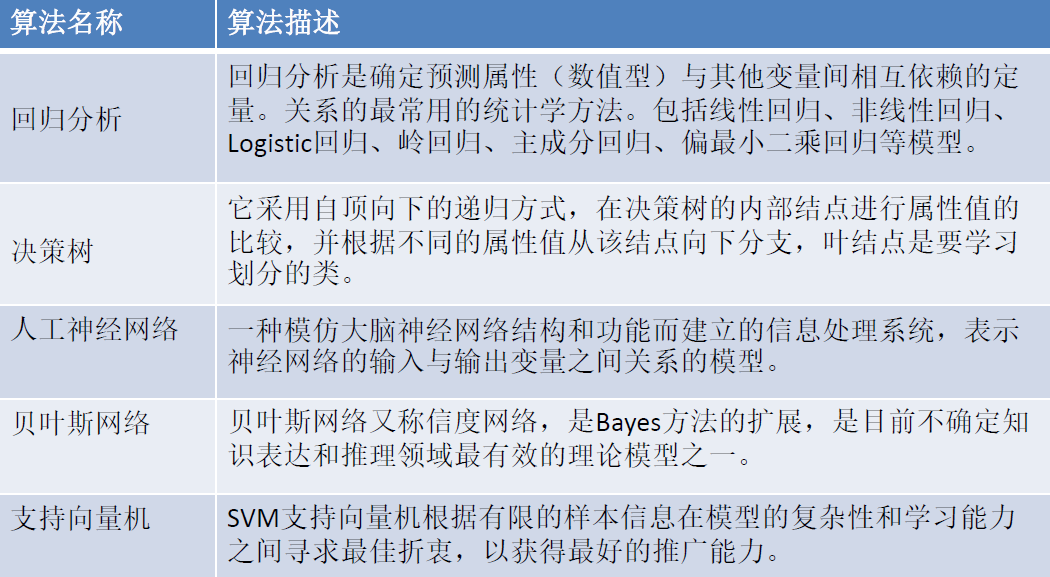 算法名称
算法描述
回归分析
回归分析是确定预测属性（数值型）与其他变量间相互依赖的定
量。关系的最常用的统计学方法。包括线性回归、非线性回归、
Logistic回归、岭回归、主成分回归、偏最小二乘回归等模型。
决策树
它采用自顶向下的递归方式，在决策树的内部结点进行属性值的
比较，并根据不同的属性值从该结点向下分支，叶结点是要学习
划分的类。
人工神经网络
一种模仿大脑神经网络结构和功能而建立的信息处理系统，表示
神经网络的输入与输出变量之间关系的模型。
贝叶斯网络
贝叶斯网络又称信度网络，是Bayes方法的扩展，是目前不确定知
识表达和推理领域最有效的理论模型之一。
支持向量机
SVM支持向量机根据有限的样本信息在模型的复杂性和学习能力
之间寻求最佳折衷，以获得最好的推广能力。